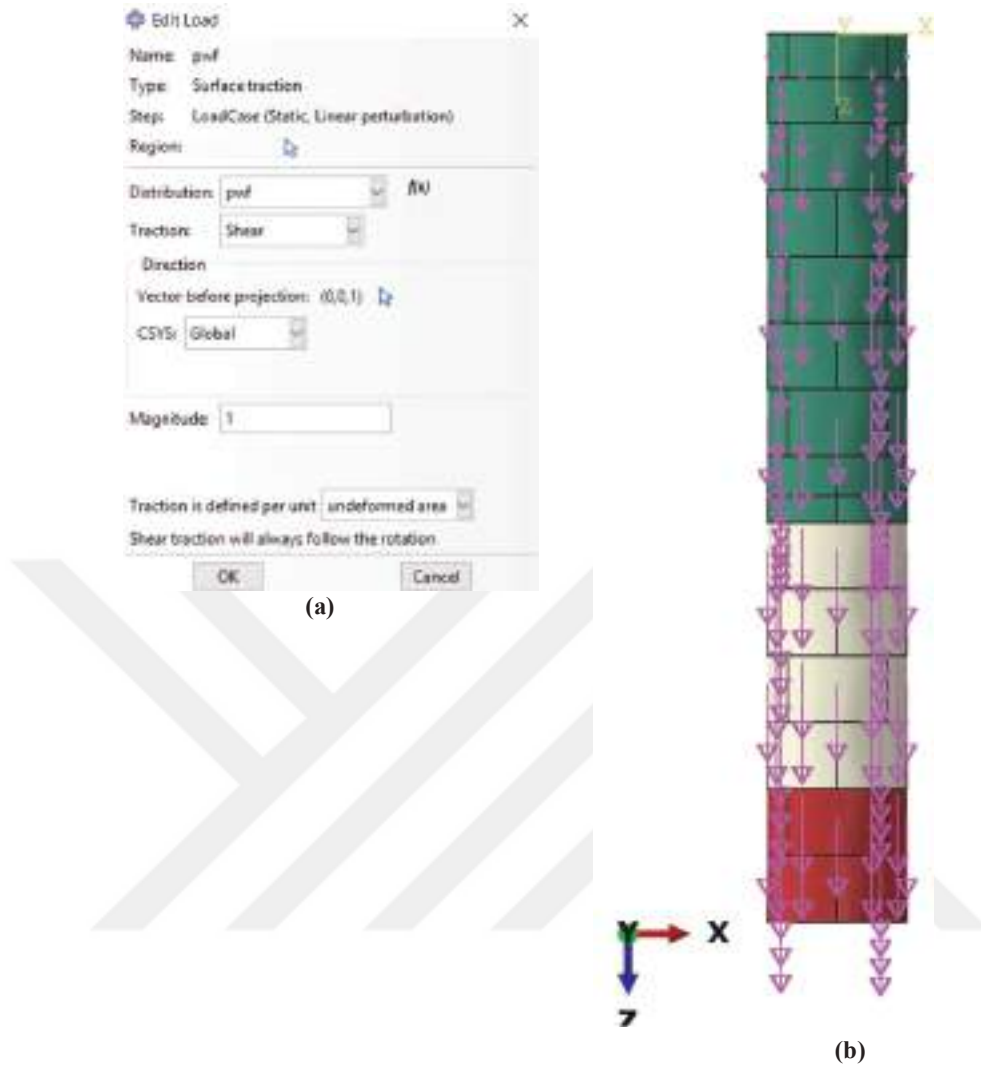 Edit Load
Name: pwf
Type: Surface traction
Step: LoadCase (Static, Linear perturbation)
Region:
Distribution: pwf f(x)
Traction: Shear
Direction
Vector before projection: (0,0,1)
CSYS: Global
Magnitude: 1
Traction is defined per unit undeformed area
Shear traction will always follow the rotation
OK Cancel
(a)
Y X
Z
Y X
Z
(b)